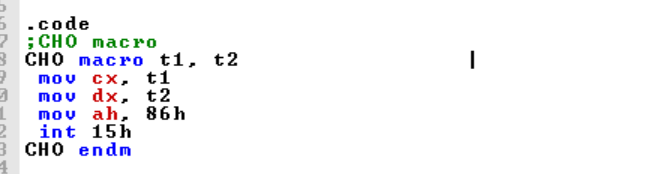 .code
;CHO macro
CHO macro t1, t2
mov cx, t1
mov dx, t2
mov ah, 86h
int 15h
CHO endm